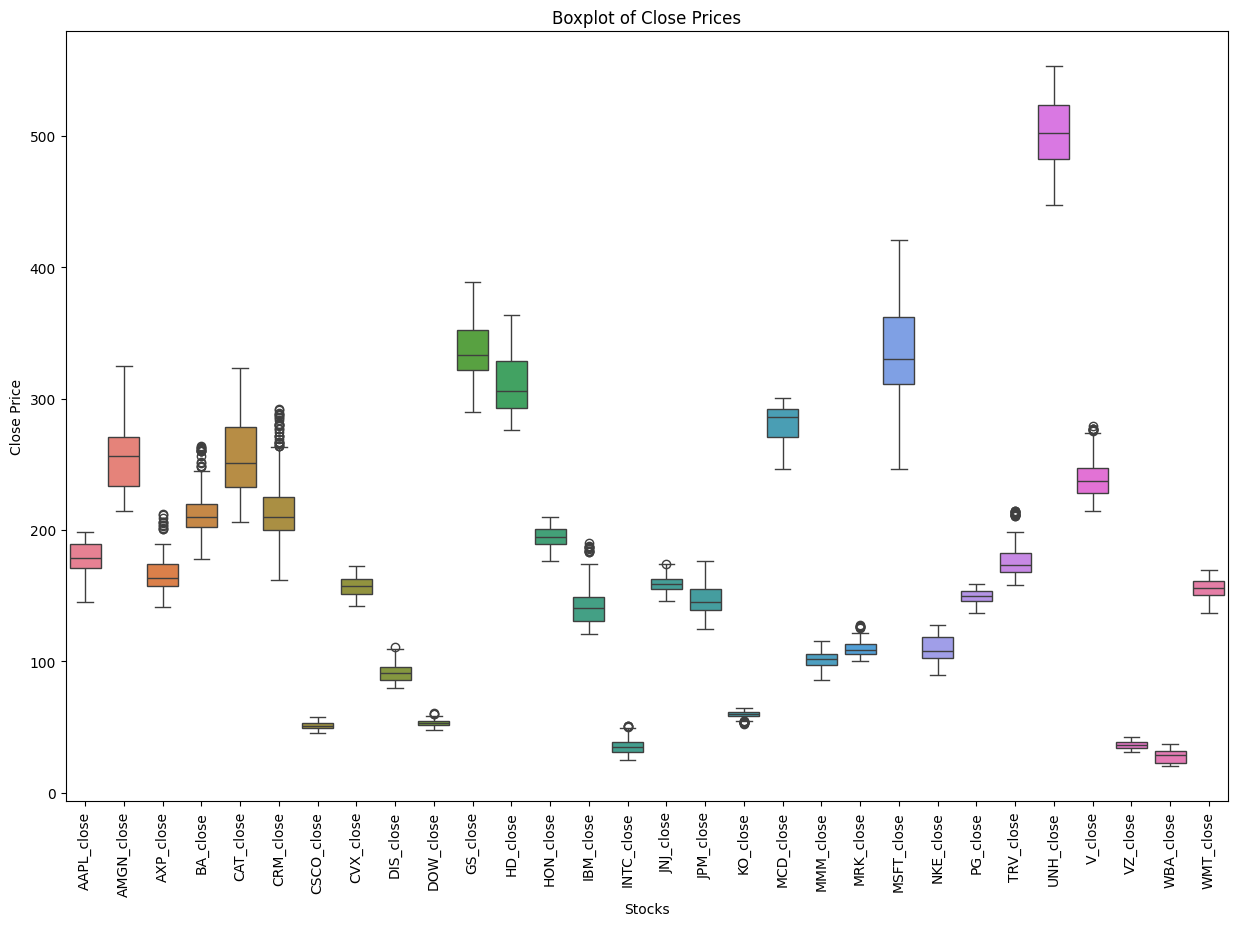 Boxplot of Close Prices
Close Price
500
400
300
200
100
0
AAPL_close
AMGN_close
AXP_close
BA_close
CAT_close
CRM_close
CSCO_close
CVX_close
DIS_close
DOW_close
GS_close
HD_close
HON_close
IBM_close
INTC_close
JNJ_close
JPM_close
KO_close
MCD_close
MMM_close
MRK_close
MSFT_close
NKE_close
PG_close
TRV_close
UNH_close
V_close
VZ_close
WBA_close
WMT_close
Stocks